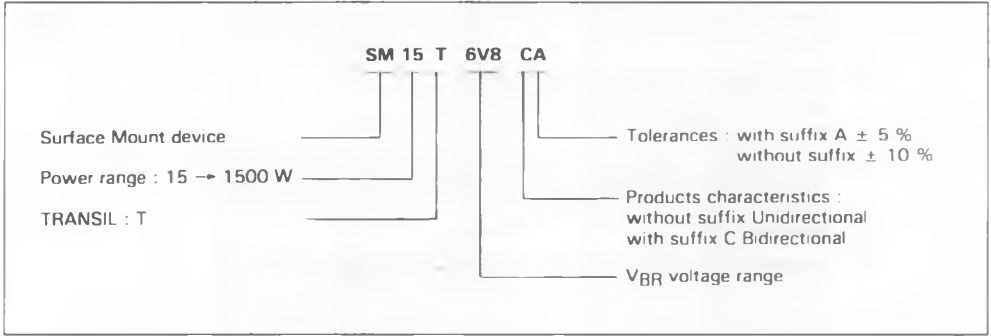 SM 15 T 6V8 CA
Surface Mount device
Power range : 15 → 1500 W
TRANSIL : T
Tolerances : with suffix A ± 5 %
without suffix ± 10 %
Products characteristics :
without suffix Unidirectional
with suffix C Bidirectional
VBR voltage range